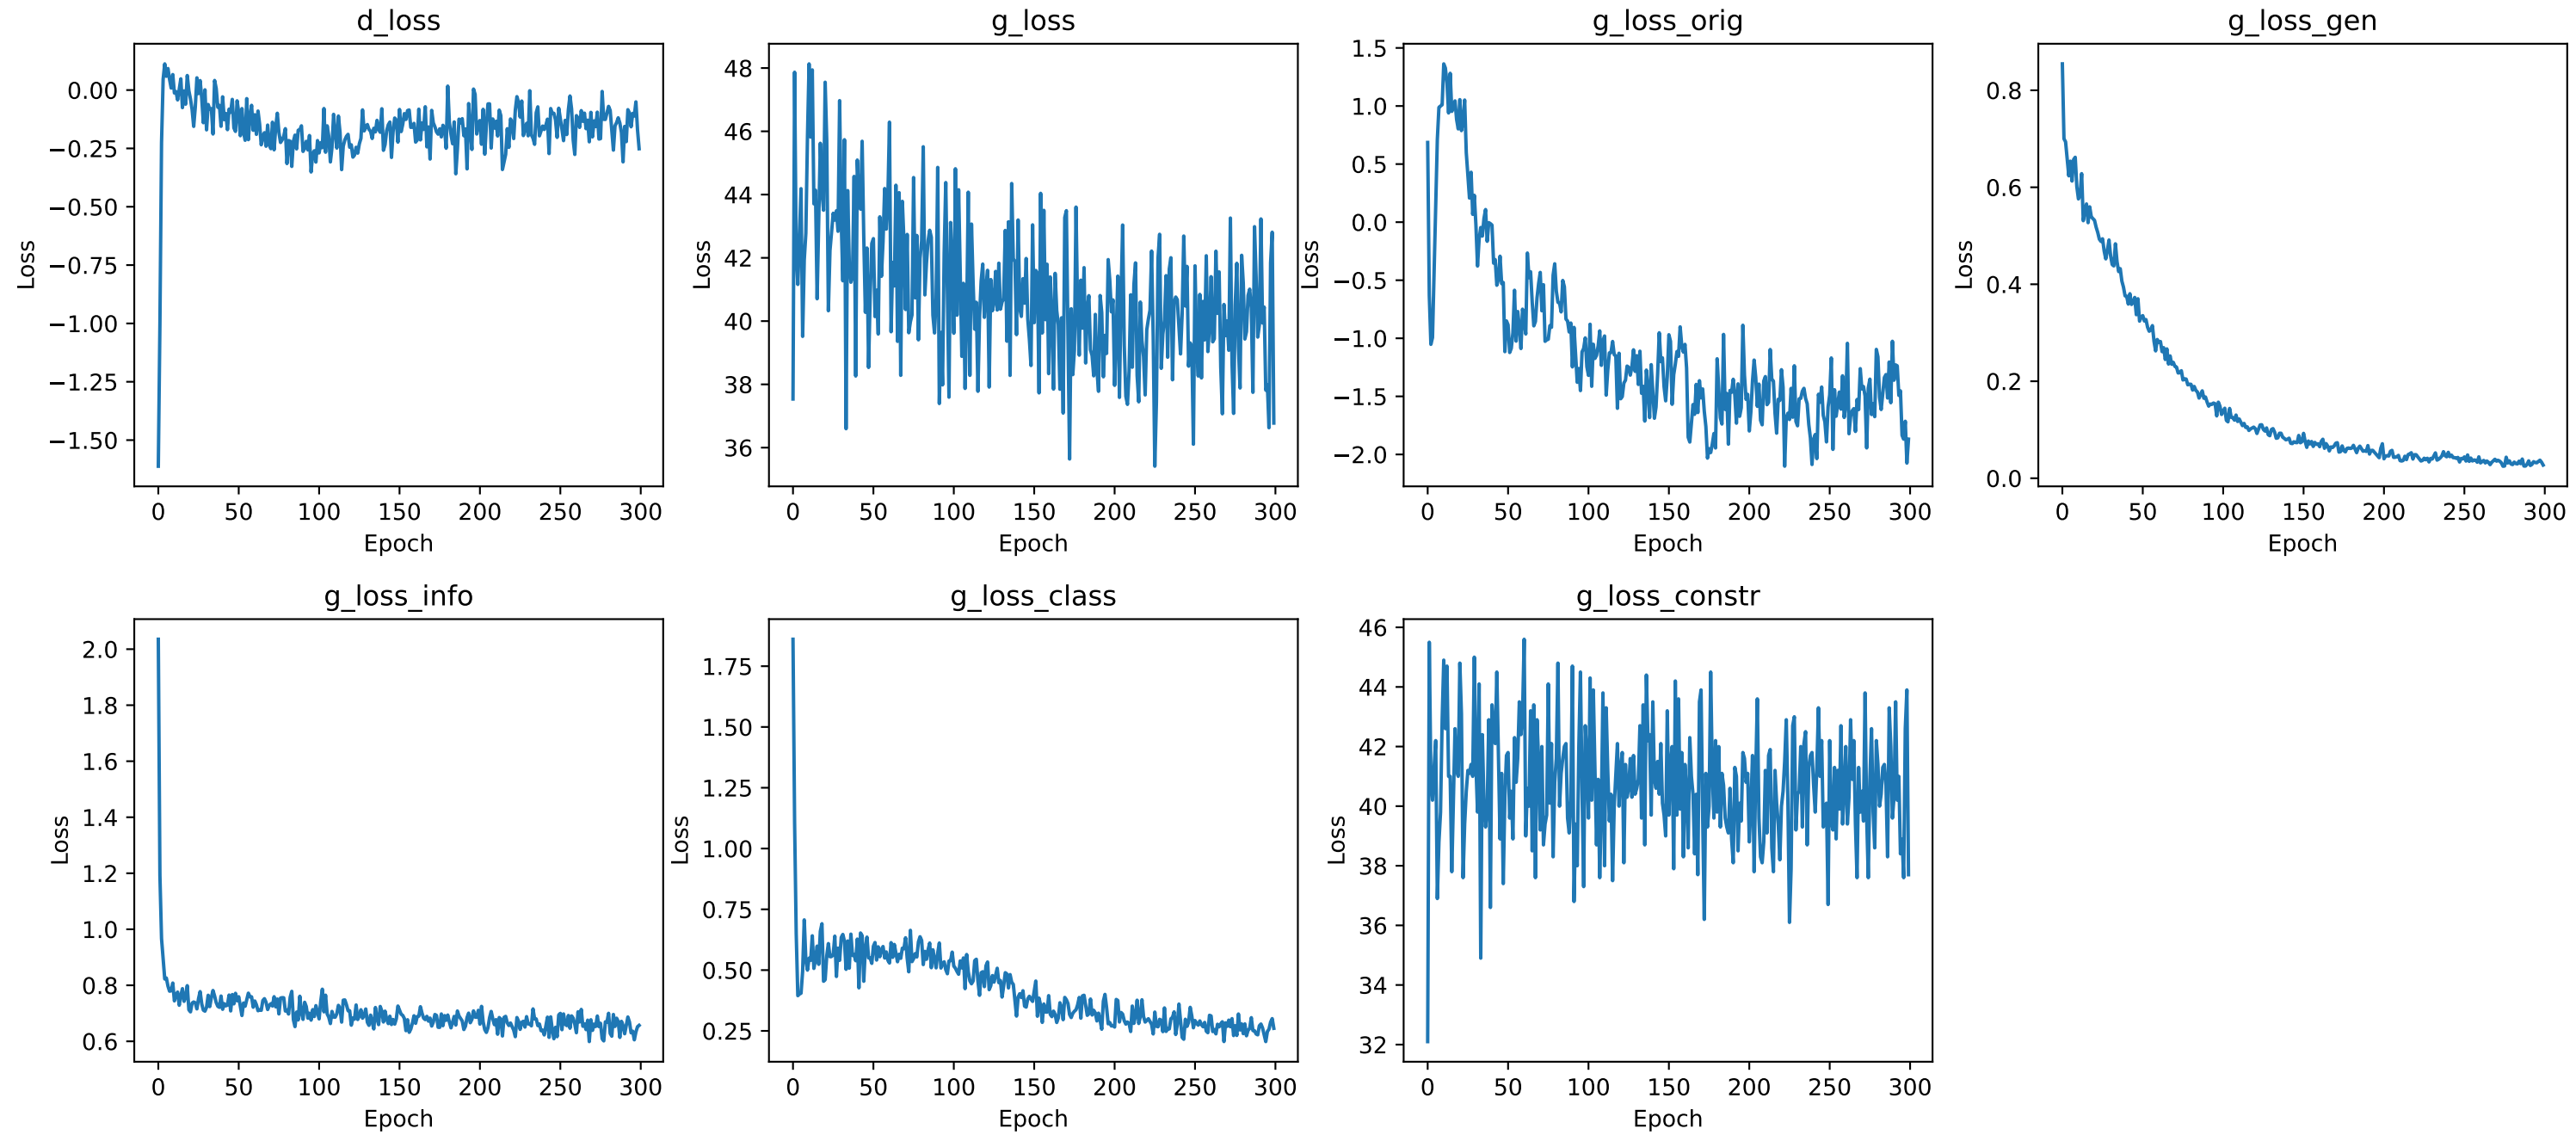 d_loss
0.00
−0.25
−0.50
−0.75
−1.00
−1.25
−1.50
Loss
0 50 100 150 200 250 300
Epoch
g_loss
48
46
44
42
40
38
36
Loss
0 50 100 150 200 250 300
Epoch
g_loss_orig
1.5
1.0
0.5
0.0
−0.5
−1.0
−1.5
−2.0
Loss
0 50 100 150 200 250 300
Epoch
g_loss_gen
0.8
0.6
0.4
0.2
0.0
Loss
0 50 100 150 200 250 300
Epoch
g_loss_info
2.0
1.8
1.6
1.4
1.2
1.0
0.8
0.6
Loss
0 50 100 150 200 250 300
Epoch
g_loss_class
1.75
1.50
1.25
1.00
0.75
0.50
0.25
Loss
0 50 100 150 200 250 300
Epoch
g_loss_constr
46
44
42
40
38
36
34
32
Loss
0 50 100 150 200 250 300
Epoch